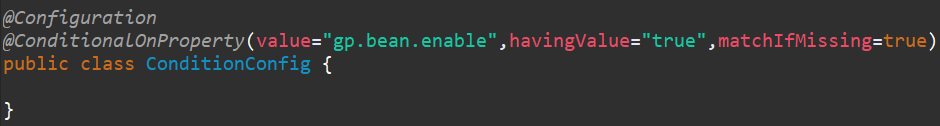 @Configuration
@ConditionalOnProperty(value="gp.bean.enable",havingValue="true",matchIfMissing=true)
public class ConditionConfig {
}